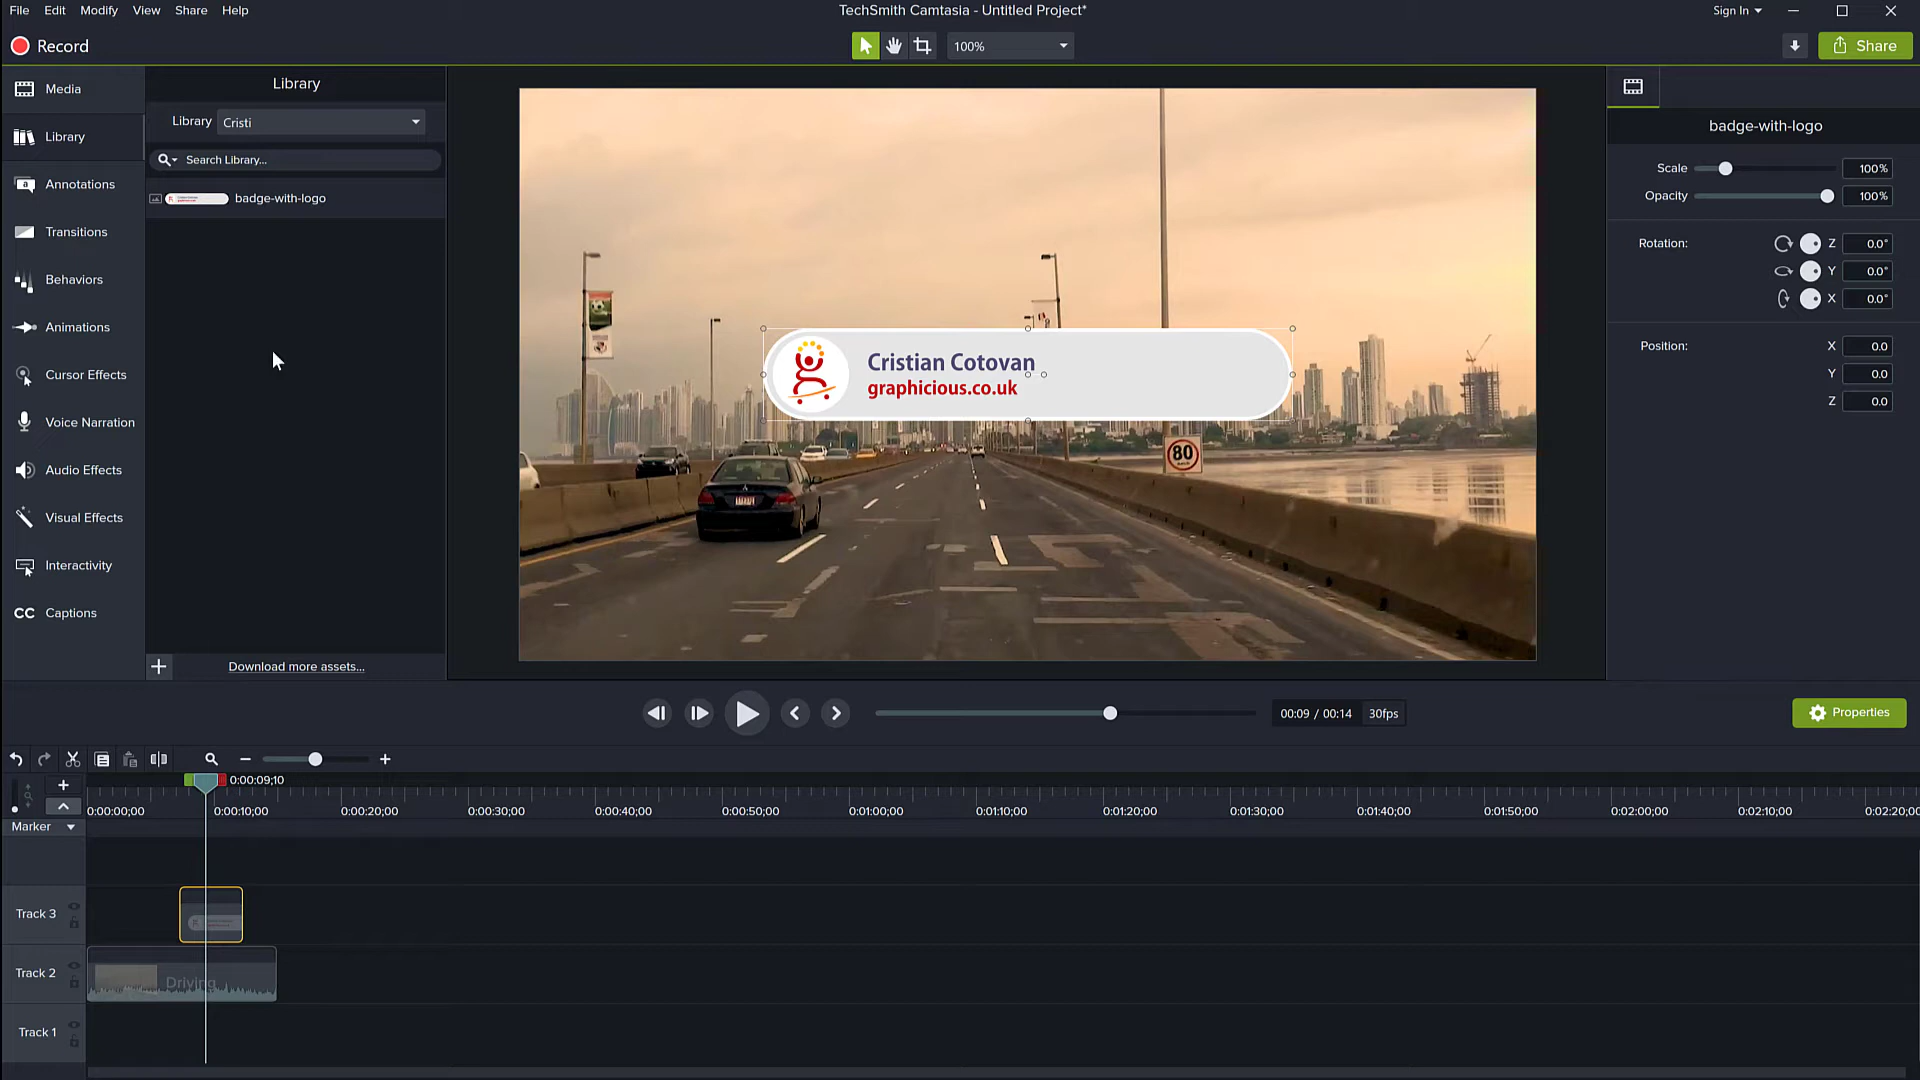 File Edit Modify View Share Help
TechSmith Camtasia - Untitled Project*
Sign In
Record
100%
Share
Media
Library
Annotations
Transitions
Behaviors
Animations
Cursor Effects
Voice Narration
Audio Effects
Visual Effects
Interactivity
CC Captions
Library
Library Cristi
Search Library...
badge-with-logo
Download more assets...
Cristian Cotovan
graphicious.co.uk
80
badge-with-logo
Scale 100%
Opacity 100%
Rotation: Z 0.0°
Y 0.0°
X 0.0°
Position: X 0.0
Y 0.0
Z 0.0
00:09 / 00:14 30fps
Properties
0:00:09;10
0:00:00;00 0:00:10;00 0:00:20;00 0:00:30;00 0:00:40;00 0:00:50;00 0:01:00;00 0:01:10;00 0:01:20;00 0:01:30;00 0:01:40;00 0:01:50;00 0:02:00;00 0:02:10;00 0:02:20;00
Marker
Track 3
Track 2
Driving
Track 1